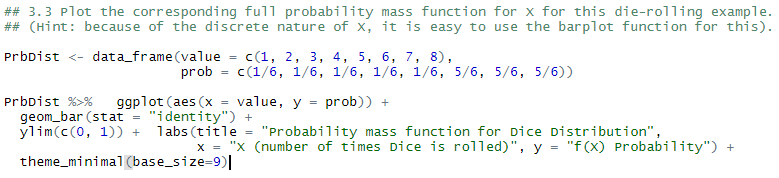 ## 3.3 Plot the corresponding full probability mass function for X for this die-rolling example.
## (Hint: because of the discrete nature of X, it is easy to use the barplot function for this).
PrbDist <- data_frame(value = c(1, 2, 3, 4, 5, 6, 7, 8),
prob = c(1/6, 1/6, 1/6, 1/6, 1/6, 5/6, 5/6, 5/6))
PrbDist %>% ggplot(aes(x = value, y = prob)) +
geom_bar(stat = "identity") +
ylim(c(0, 1)) + labs(title = "Probability mass function for Dice Distribution",
x = "X (number of times Dice is rolled)", y = "f(X) Probability") +
theme_minimal(base_size=9)